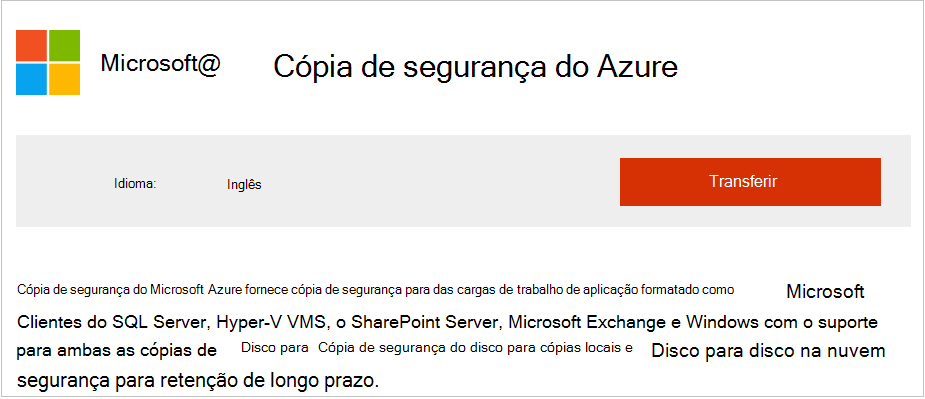 Microsoft@ Cópia de segurança do Azure
Idioma: Inglês Transferir
Cópia de segurança do Microsoft Azure fornece cópia de segurança para das cargas de trabalho de aplicação formatado como Microsoft
Clientes do SQL Server, Hyper-V VMS, o SharePoint Server, Microsoft Exchange e Windows com o suporte
para ambas as cópias de Disco para Cópia de segurança do disco para cópias locais e Disco para disco na nuvem
segurança para retenção de longo prazo.